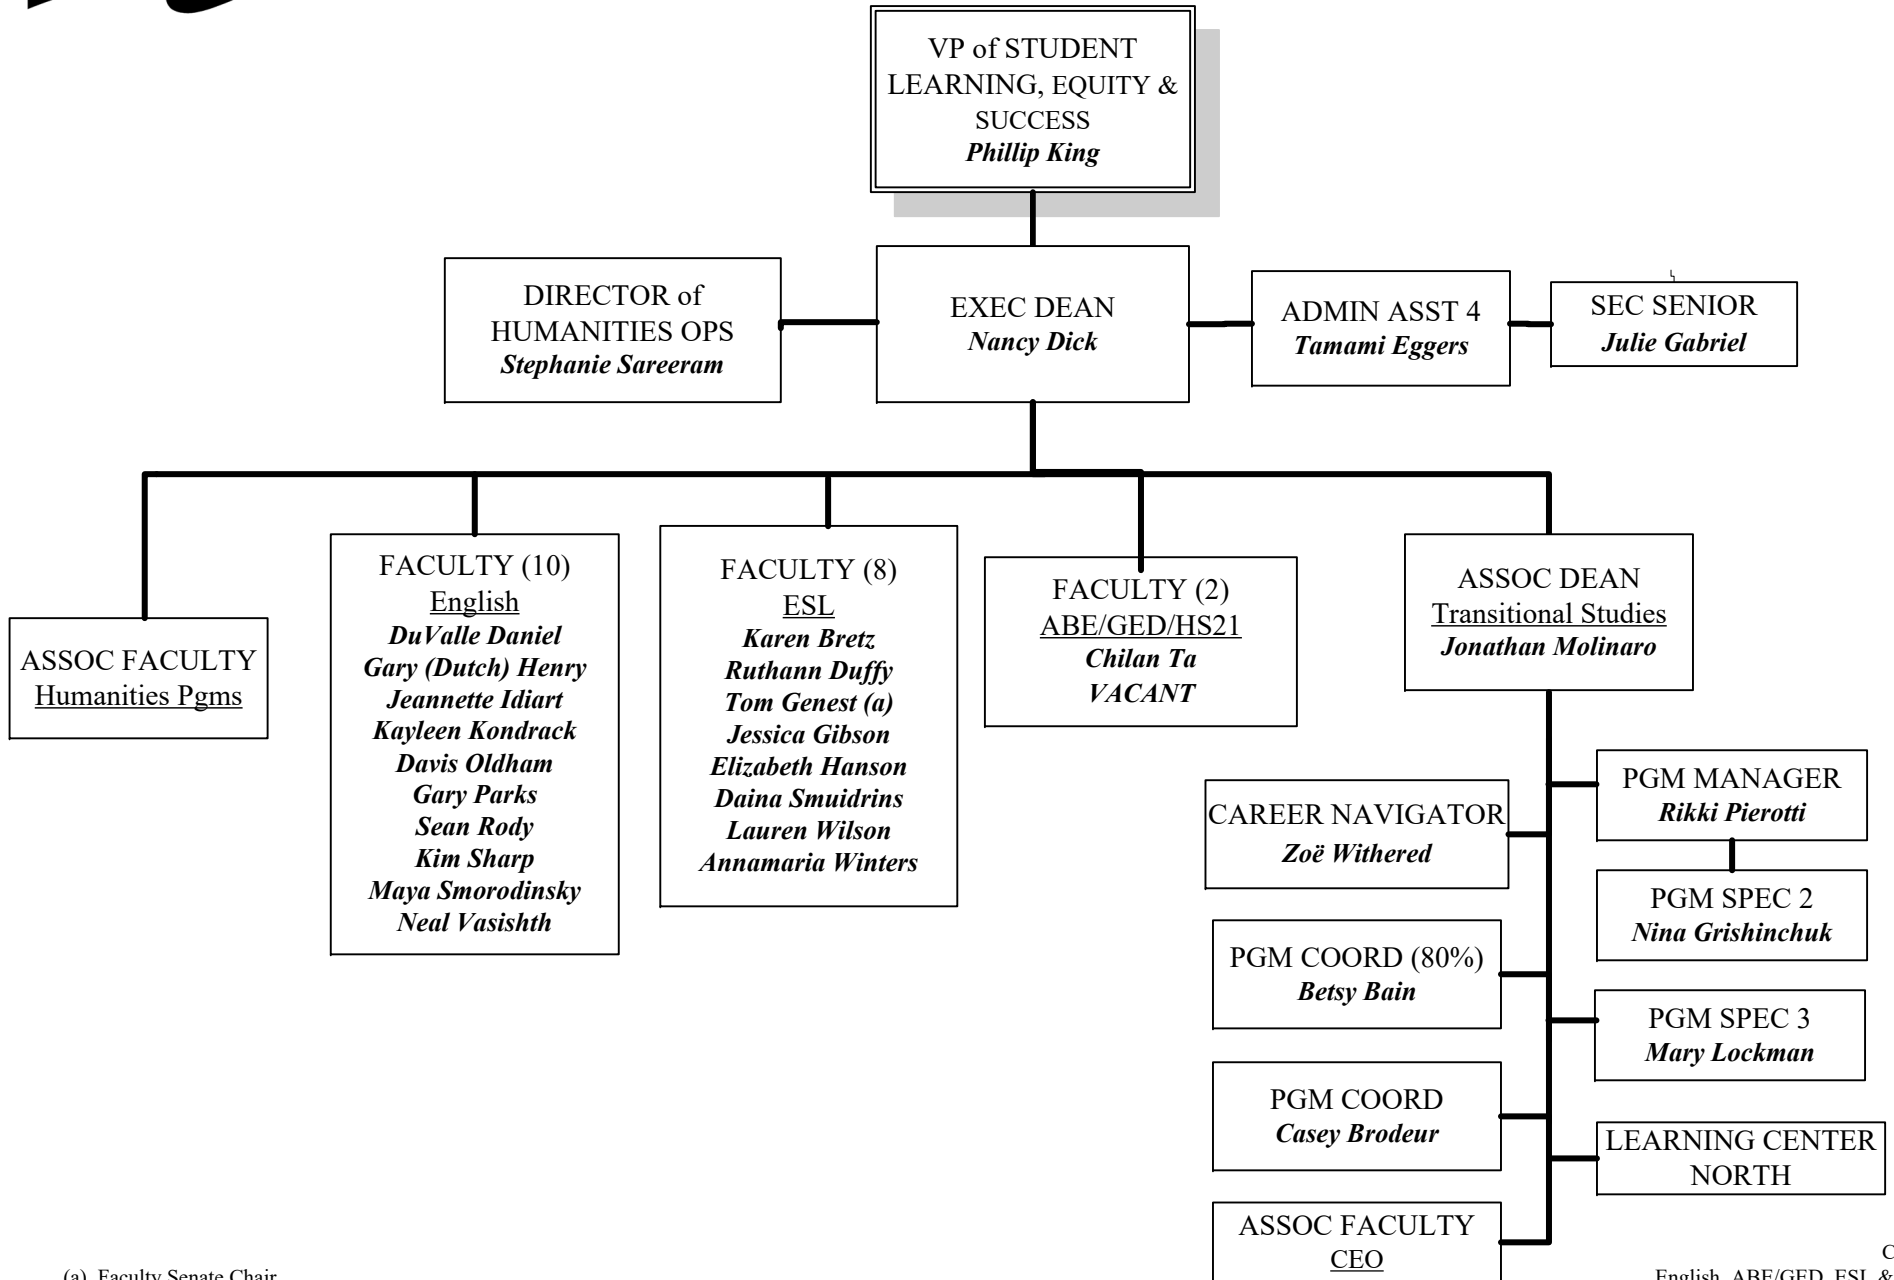 VP of STUDENT
LEARNING, EQUITY &
SUCCESS
Phillip King
DIRECTOR of
HUMANITIES OPS
Stephanie Sareeram
EXEC DEAN
Nancy Dick
ADMIN ASST 4
Tamami Eggers
SEC SENIOR
Julie Gabriel
ASSOC FACULTY
Humanities Pgms
FACULTY (10)
English
DuValle Daniel
Gary (Dutch) Henry
Jeannette Idiart
Kayleen Kondrack
Davis Oldham
Gary Parks
Sean Rody
Kim Sharp
Maya Smorodinsky
Neal Vasishth
FACULTY (8)
ESL
Karen Bretz
Ruthann Duffy
Tom Genest (a)
Jessica Gibson
Elizabeth Hanson
Daina Smuidrins
Lauren Wilson
Annamaria Winters
FACULTY (2)
ABE/GED/HS21
Chilan Ta
VACANT
ASSOC DEAN
Transitional Studies
Jonathan Molinaro
CAREER NAVIGATOR
Zoë Withered
PGM COORD (80%)
Betsy Bain
PGM COORD
Casey Brodeur
ASSOC FACULTY
CEO
PGM MANAGER
Rikki Pierotti
PGM SPEC 2
Nina Grishinchuk
PGM SPEC 3
Mary Lockman
LEARNING CENTER
NORTH
(a) Faculty Senate Chair
English, ABE/GED, ESL &